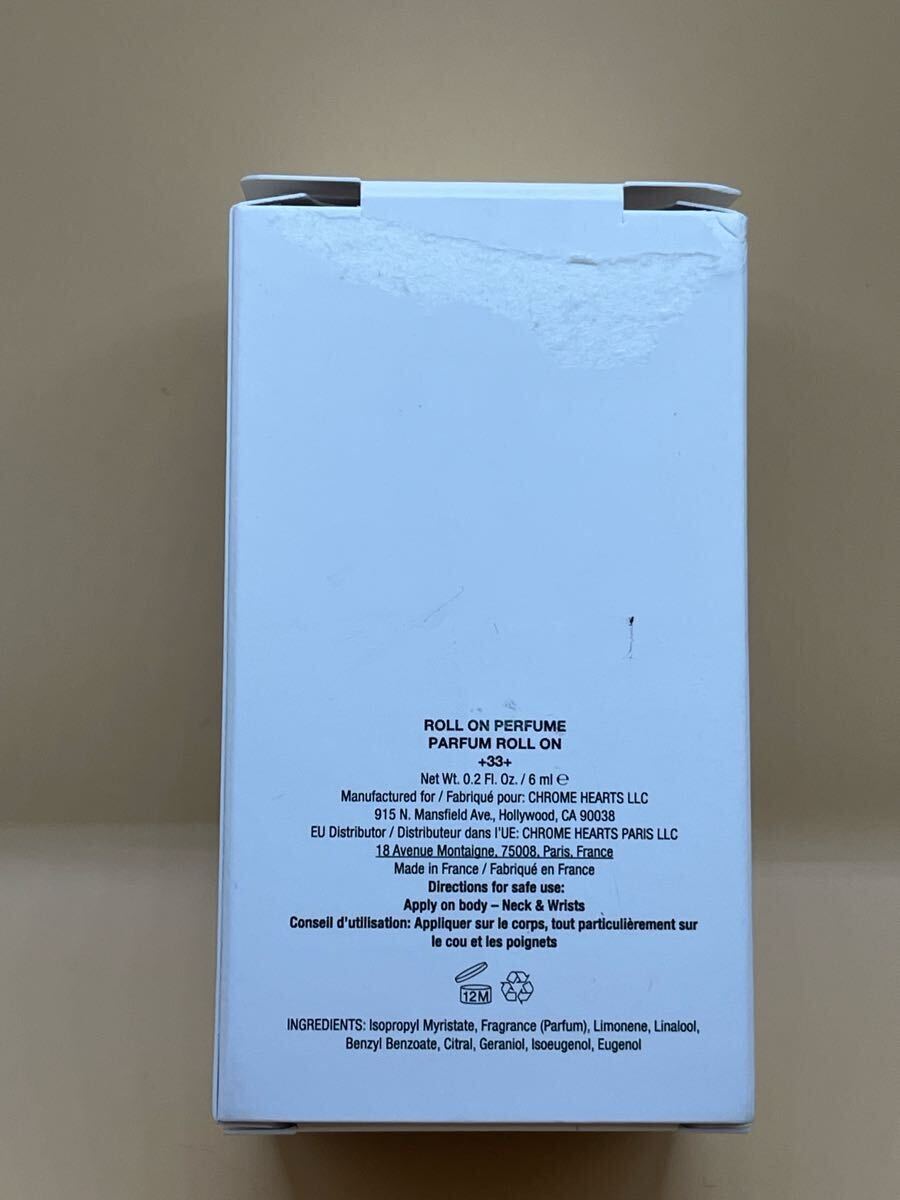 ROLL ON PERFUME
PARFUM ROLL ON
+33+
Net Wt. 0.2 Fl. Oz. / 6 ml ℮
Manufactured for / Fabriqué pour: CHROME HEARTS LLC
915 N. Mansfield Ave., Hollywood, CA 90038
EU Distributor / Distributeur dans l'UE: CHROME HEARTS PARIS LLC
18 Avenue Montaigne, 75008, Paris, France
Made in France / Fabriqué en France
Directions for safe use:
Apply on body – Neck & Wrists
Conseil d'utilisation: Appliquer sur le corps, tout particulièrement sur
le cou et les poignets
12M
INGREDIENTS: Isopropyl Myristate, Fragrance (Parfum), Limonene, Linalool,
Benzyl Benzoate, Citral, Geraniol, Isoeugenol, Eugenol